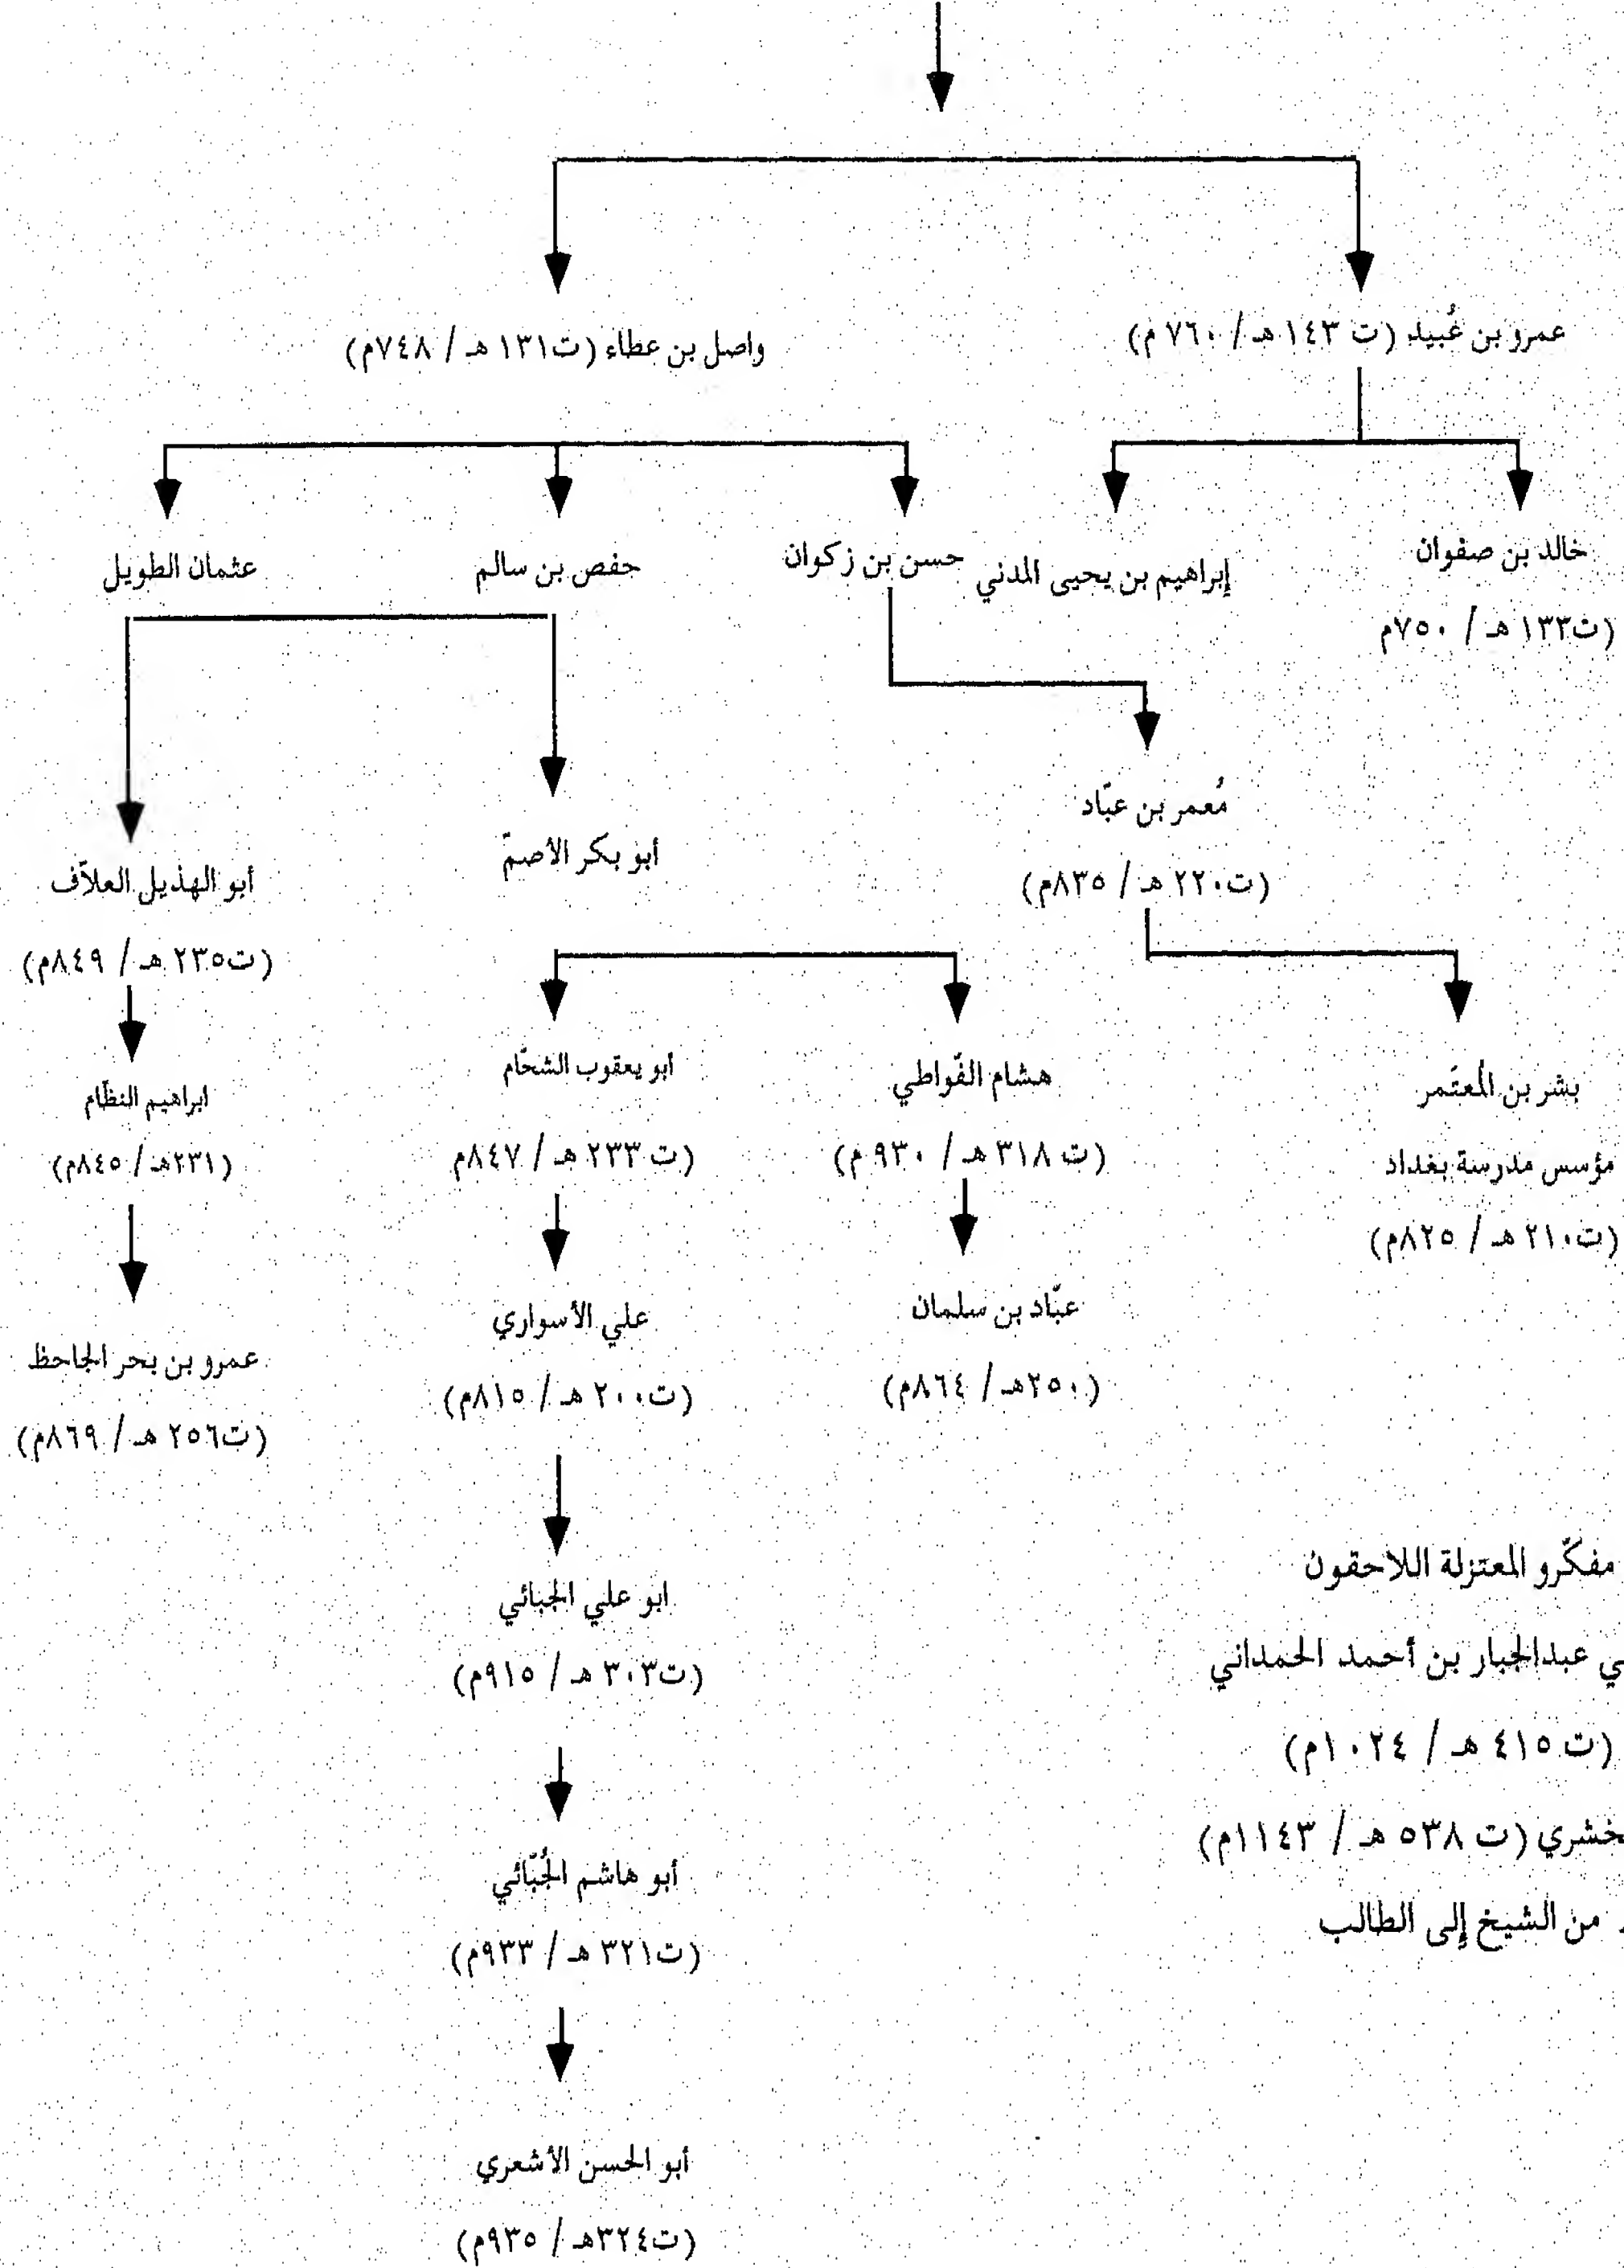 عمرو بن عُبيد (ت ١٤٣ هـ / ٧٦٠ م)
واصل بن عطاء (ت١٣١ هـ / ٧٤٨م)
خالد بن صفوان
(ت١٣٣ هـ / ٧٥٠م
إبراهيم بن يحيى المدني
حسن بن زكوان
حفص بن سالم
عثمان الطويل
مُعمر بن عبّاد
(ت٢٢٠ هـ / ٨٣٥م)
أبو بكر الأصمّ
أبو الهذيل العلاّف
(ت٢٣٥ هـ / ٨٤٩م)
بشر بن المُعتَمر
مؤسس مدرسة بغداد
(ت٢١٠ هـ / ٨٢٥م)
هشام الفّواطي
(ت ٣١٨ هـ / ٩٣٠ م)
أبو يعقوب الشحّام
(ت ٢٣٣ هـ / ٨٤٧م
ابراهيم النظّام
(٢٣١هـ / ٨٤٥م)
عبّاد بن سلمان
(٢٥٠هـ / ٨٦٤م)
علي الأسواري
(ت٢٠٠ هـ / ٨١٥م)
عمرو بن بحر الجاحظ
(ت٢٥٦ هـ / ٨٦٩م)
ابو علي الجبائي
(ت٣٠٣ هـ / ٩١٥م)
أبو هاشم الجُبّائي
(ت٣٢١ هـ / ٩٣٣م)
أبو الحسن الأشعري
(ت٣٢٤هـ / ٩٣٥م)
مفكّرو المعتزلة اللاحقون
عبدالجبار بن أحمد الحمداني
(ت ٤١٥ هـ / ١٠٢٤م)
خشري (ت ٥٣٨ هـ / ١١٤٣م)
من الشيخ إلى الطالب